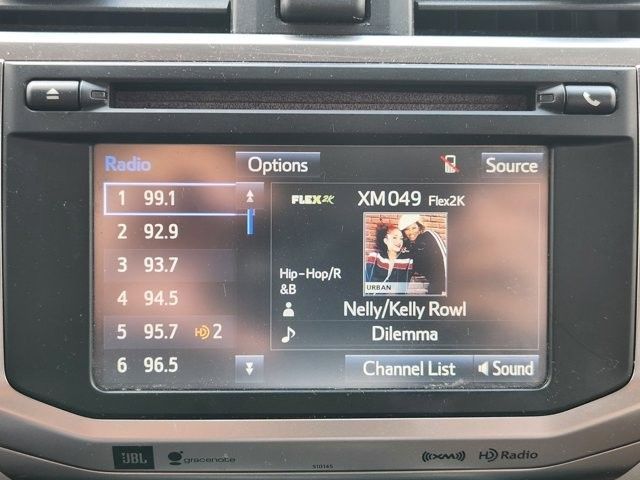 Radio
Options
Source
1 99.1
2 92.9
3 93.7
4 94.5
5 95.7 HD 2
6 96.5
FLEX2K
XM049 Flex2K
Hip-Hop/R
&B
URBAN
Nelly/Kelly Rowl
Dilemma
Channel List
Sound
JBL
gracenote
510145
((XM))
HD Radio